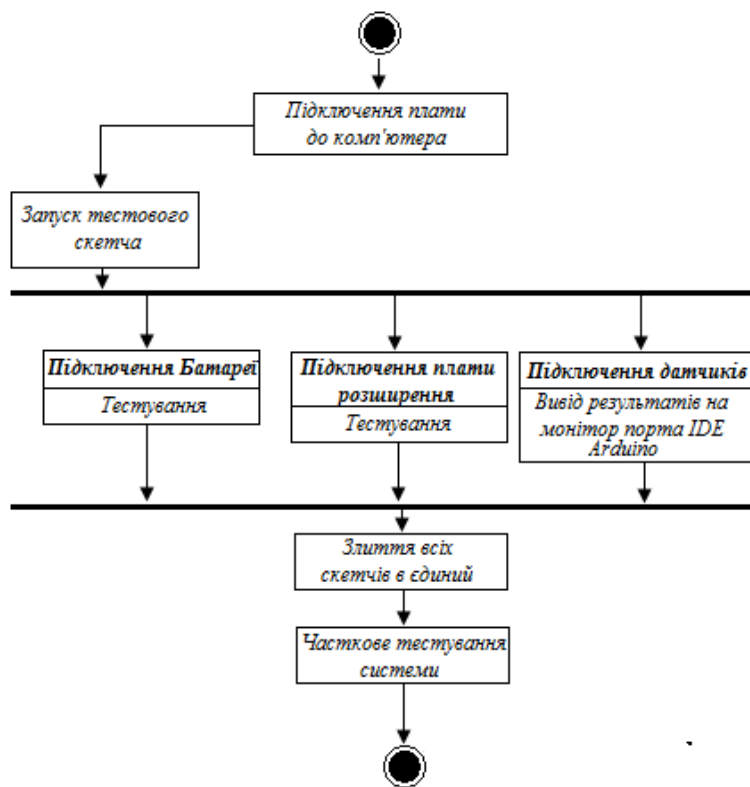 Підключення плати
до комп'ютера
Запуск тестового
скетча
Підключення Батареї
Тестування
Підключення плати
розширення
Тестування
Підключення датчиків
Вивід результатів на
монітор порта IDE
Arduino
Злиття всіх
скетчів в єдиний
Часткове тестування
системи